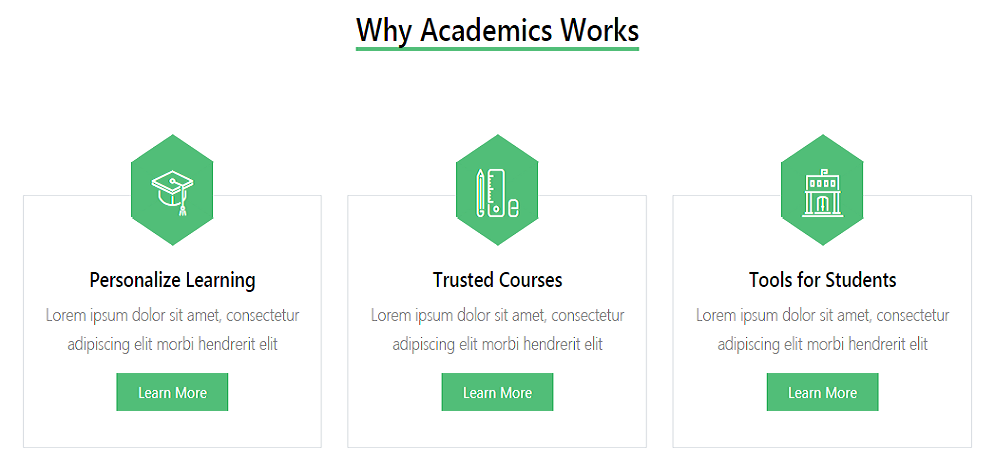 Why Academics Works
Personalize Learning
Lorem ipsum dolor sit amet, consectetur
adipiscing elit morbi hendrerit elit
Learn More
Trusted Courses
Lorem ipsum dolor sit amet, consectetur
adipiscing elit morbi hendrerit elit
Learn More
Tools for Students
Lorem ipsum dolor sit amet, consectetur
adipiscing elit morbi hendrerit elit
Learn More